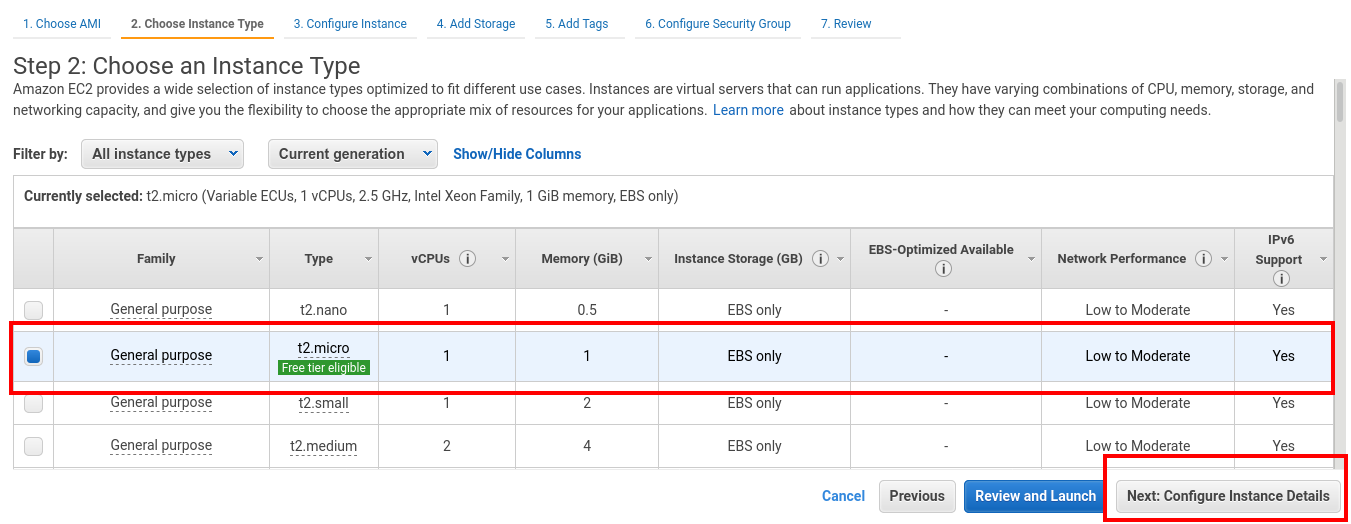 1. Choose AMI 2. Choose Instance Type 3. Configure Instance 4. Add Storage 5. Add Tags 6. Configure Security Group 7. Review
Step 2: Choose an Instance Type
Amazon EC2 provides a wide selection of instance types optimized to fit different use cases. Instances are virtual servers that can run applications. They have varying combinations of CPU, memory, storage, and
networking capacity, and give you the flexibility to choose the appropriate mix of resources for your applications. Learn more about instance types and how they can meet your computing needs.
Filter by: All instance types Current generation Show/Hide Columns
Currently selected: t2.micro (Variable ECUs, 1 vCPUs, 2.5 GHz, Intel Xeon Family, 1 GiB memory, EBS only)
Family Type vCPUs i Memory (GiB) Instance Storage (GB) i EBS-Optimized Available i Network Performance i IPv6 Support i
General purpose t2.nano 1 0.5 EBS only - Low to Moderate Yes
General purpose t2.micro Free tier eligible 1 1 EBS only - Low to Moderate Yes
General purpose t2.small 1 2 EBS only - Low to Moderate Yes
General purpose t2.medium 2 4 EBS only - Low to Moderate Yes
Cancel Previous Review and Launch Next: Configure Instance Details